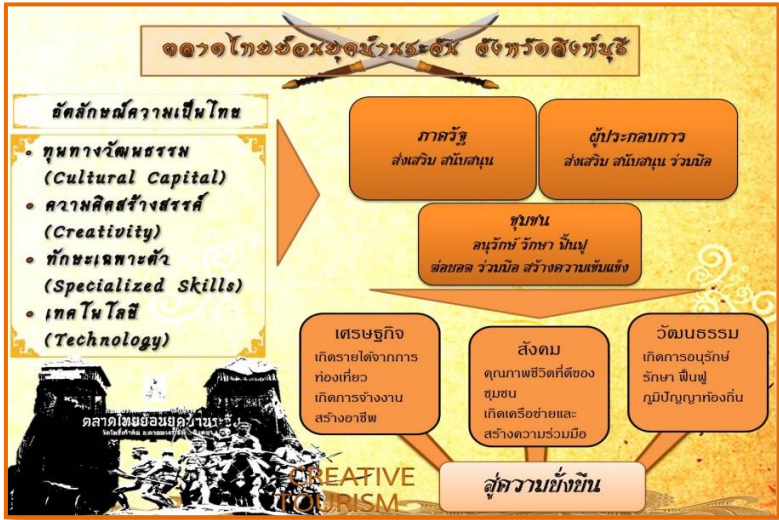 ตลาดไทยย้อนยุคบ้านระจัน จังหวัดสิงห์บุรี
อัตลักษณ์ความเป็นไทย
• ทุนทางวัฒนธรรม
(Cultural Capital)
• ความคิดสร้างสรรค์
(Creativity)
• ทักษะเฉพาะตัว
(Specialized Skills)
• เทคโนโลยี
(Technology)
ภาครัฐ
ส่งเสริม สนับสนุน
ผู้ประกอบการ
ส่งเสริม สนับสนุน ร่วมมือ
ชุมชน
อนุรักษ์ รักษา ฟื้นฟู
ต่อยอด ร่วมมือ สร้างความเข้มแข็ง
เศรษฐกิจ
เกิดรายได้จากการ
ท่องเที่ยว
เกิดการจ้างงาน
สร้างอาชีพ
สังคม
คุณภาพชีวิตที่ดีของ
ชุมชน
เกิดเครือข่ายและ
สร้างความร่วมมือ
วัฒนธรรม
เกิดการอนุรักษ์
รักษา ฟื้นฟู
ภูมิปัญญาท้องถิ่น
ตลาดไทยย้อนยุคบ้านระจัน
CREATIVE
TOURISM
สู่ความยั่งยืน